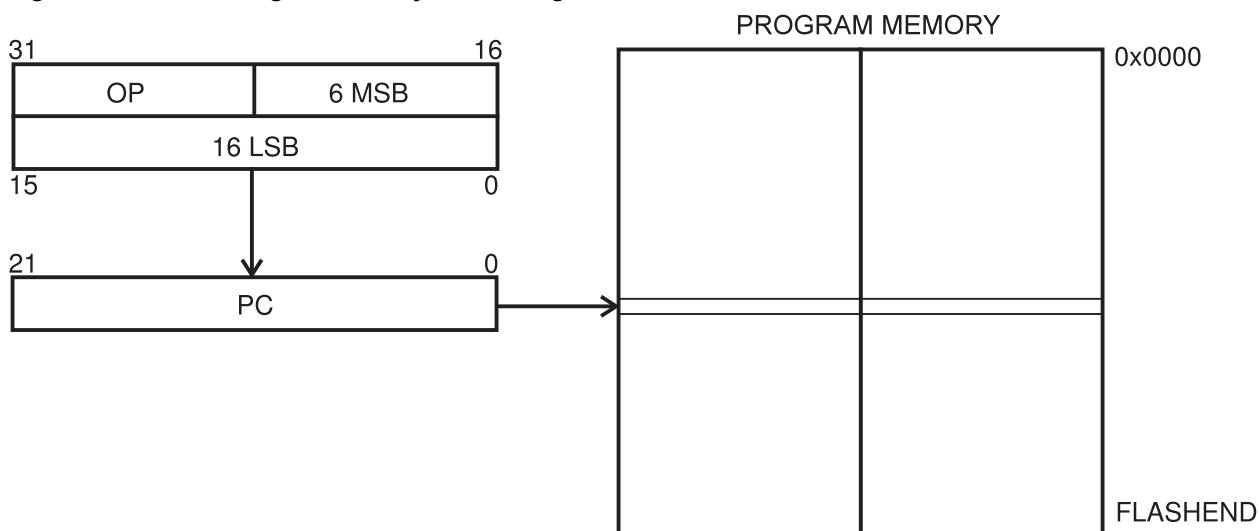 PROGRAM MEMORY
31 16
0x0000
OP 6 MSB
16 LSB
15 0
21 0
PC
FLASHEND